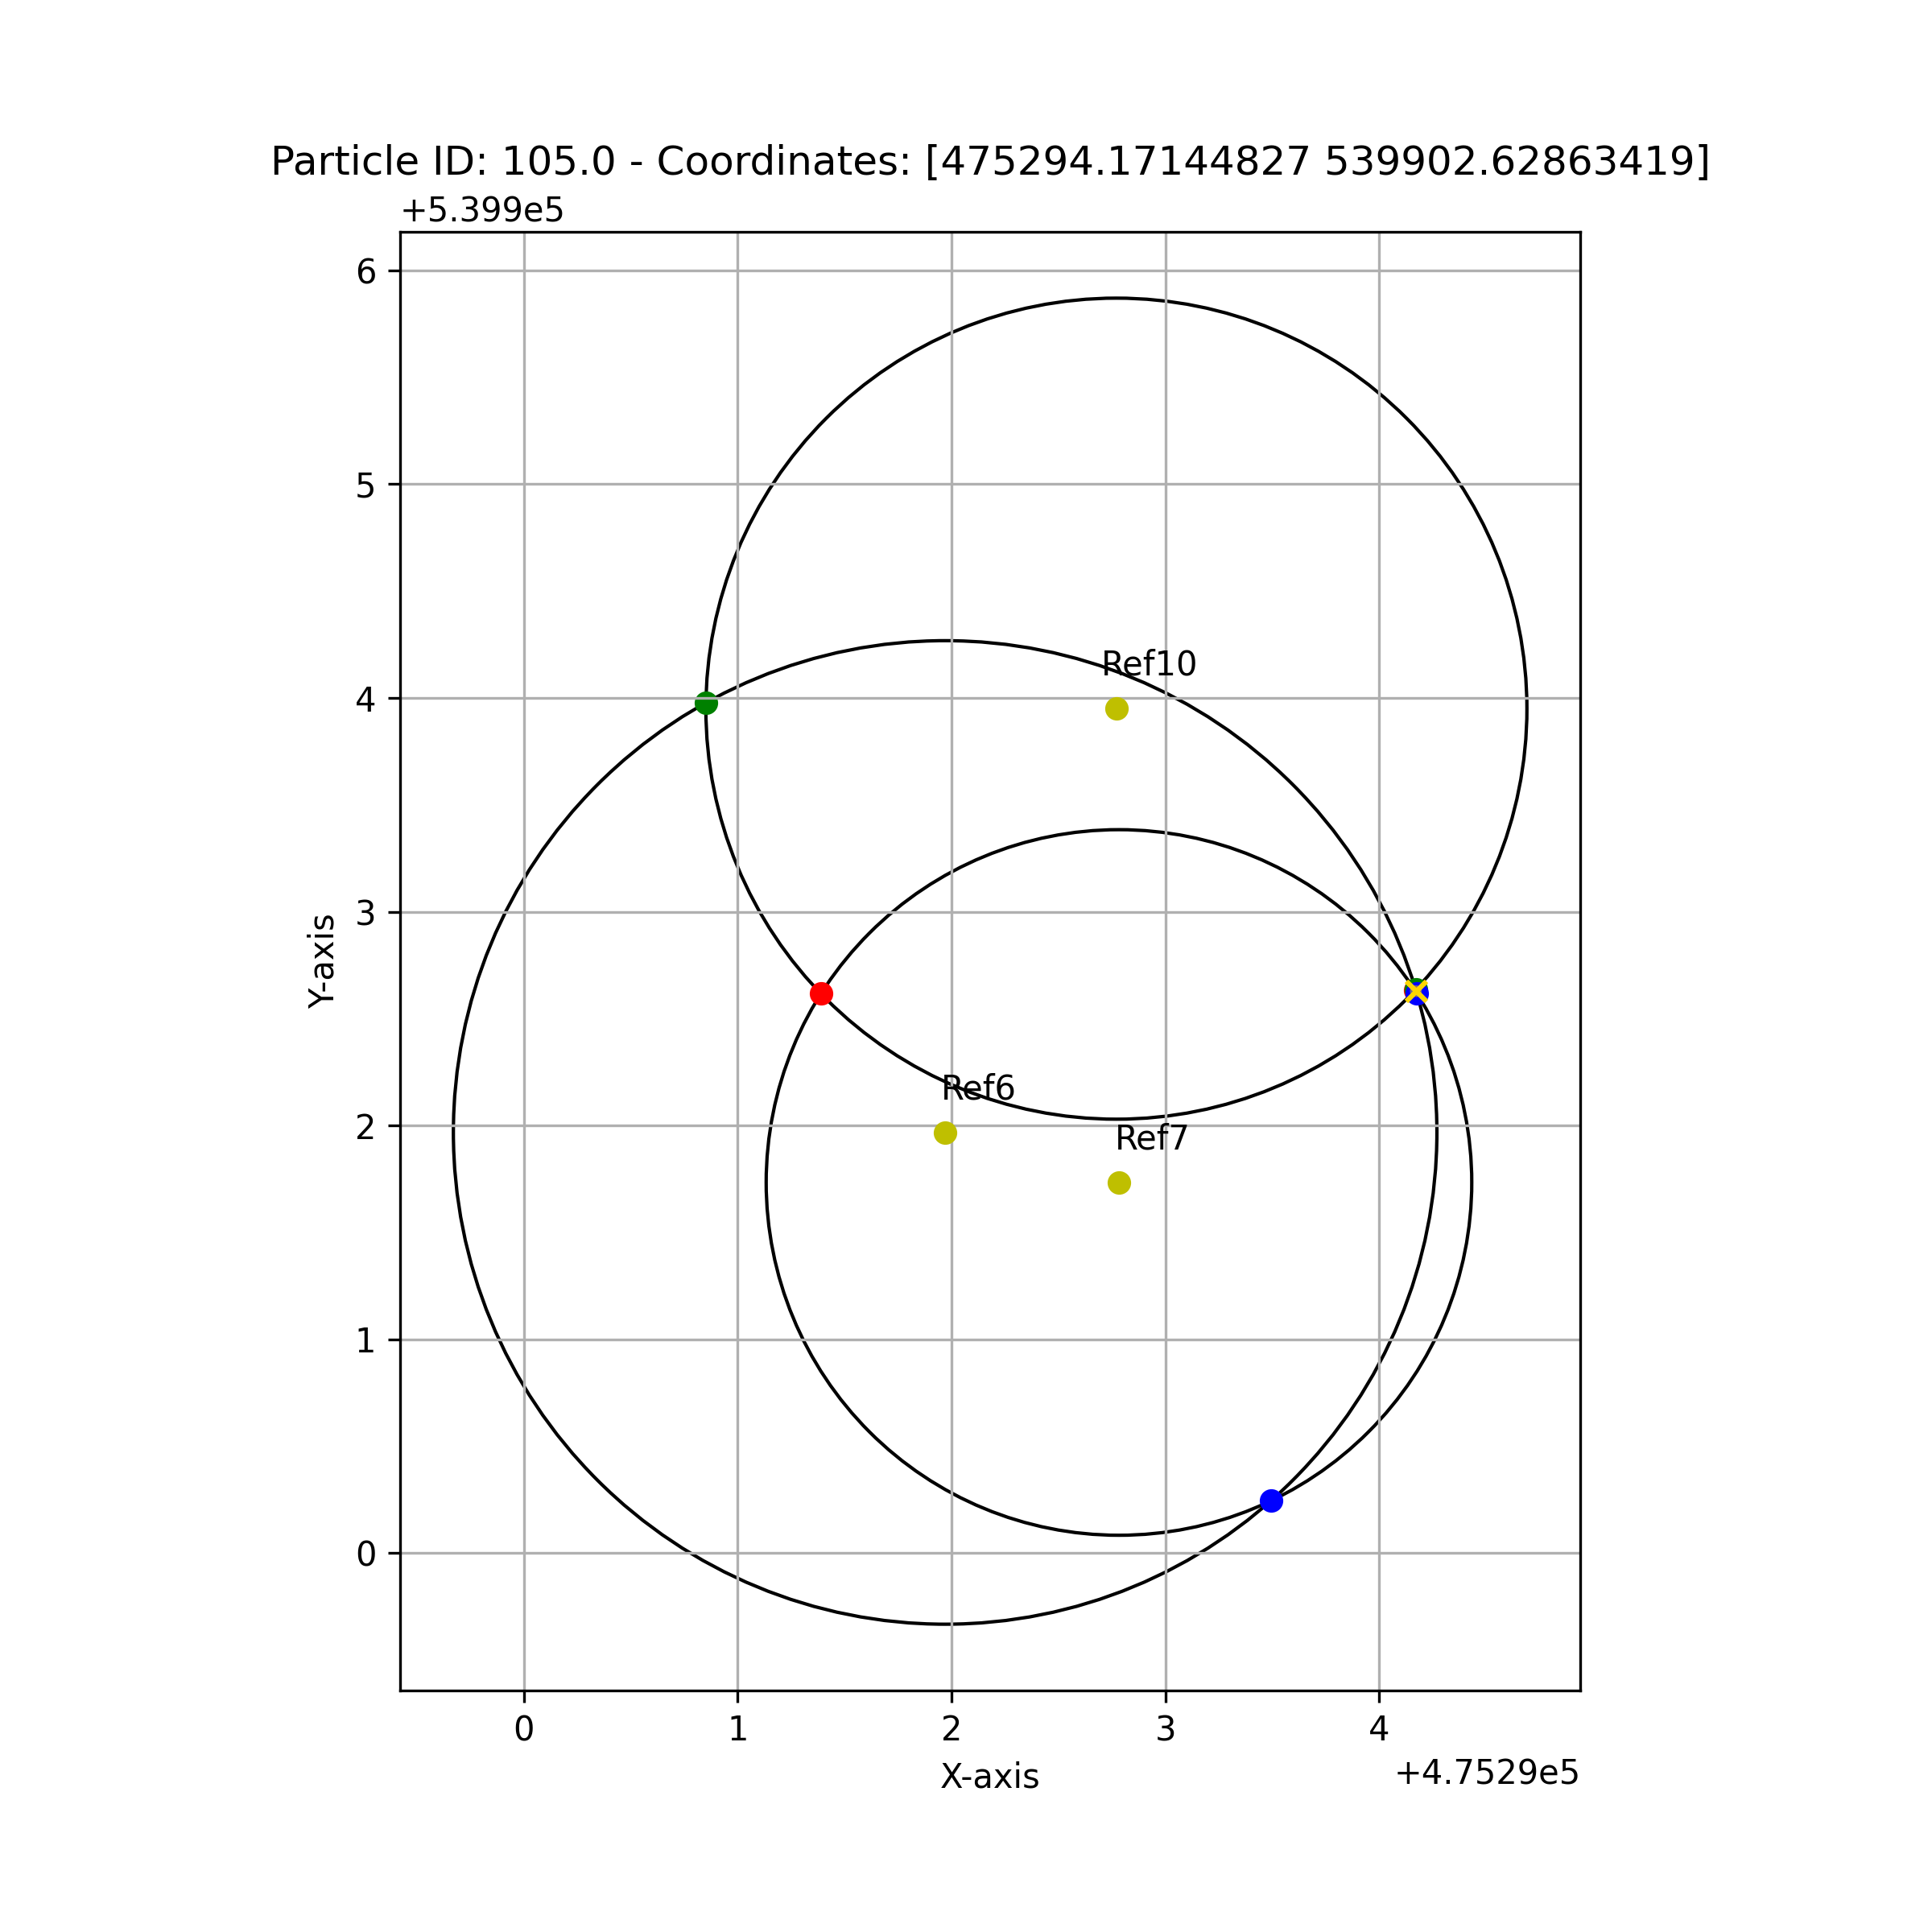 Particle ID: 105.0 - Coordinates: [475294.17144827 539902.62863419]
+5.399e5
6
5
Ref10
4
3
Y-axis
Ref6
2
Ref7
1
0
0 1 2 3 4
X-axis
+4.7529e5